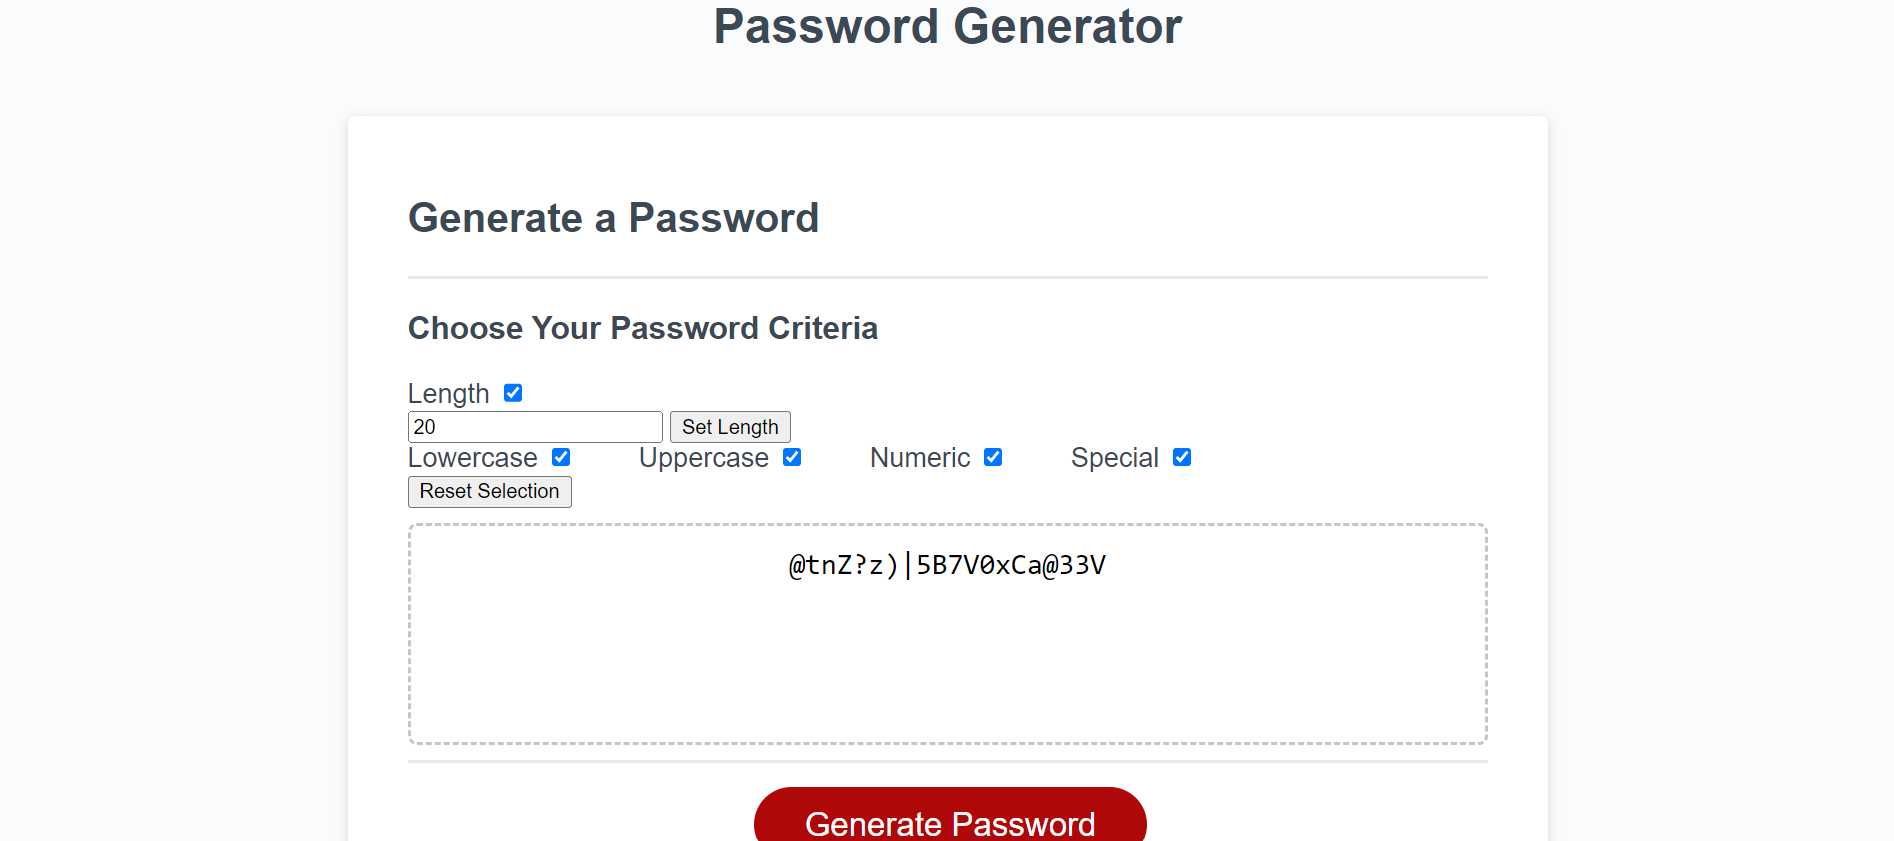 Password Generator
Generate a Password
Choose Your Password Criteria
Length
20 Set Length
Lowercase Uppercase Numeric Special
Reset Selection
@tnZ?z)|5B7V0xCa@33V
Generate Password